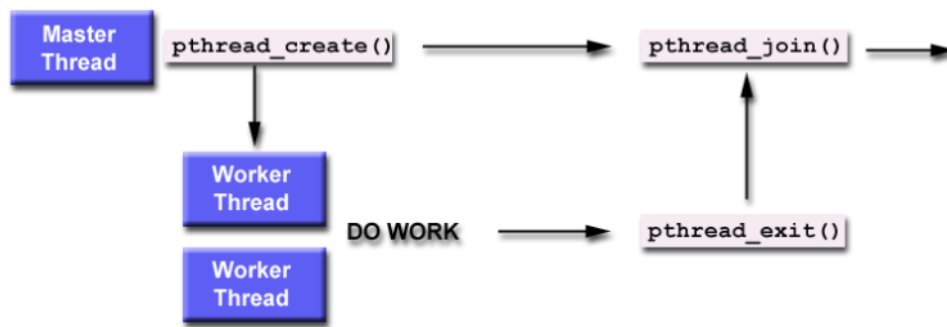 Master
Thread
pthread_create()
pthread_join()
Worker
Thread
DO WORK
pthread_exit()
Worker
Thread